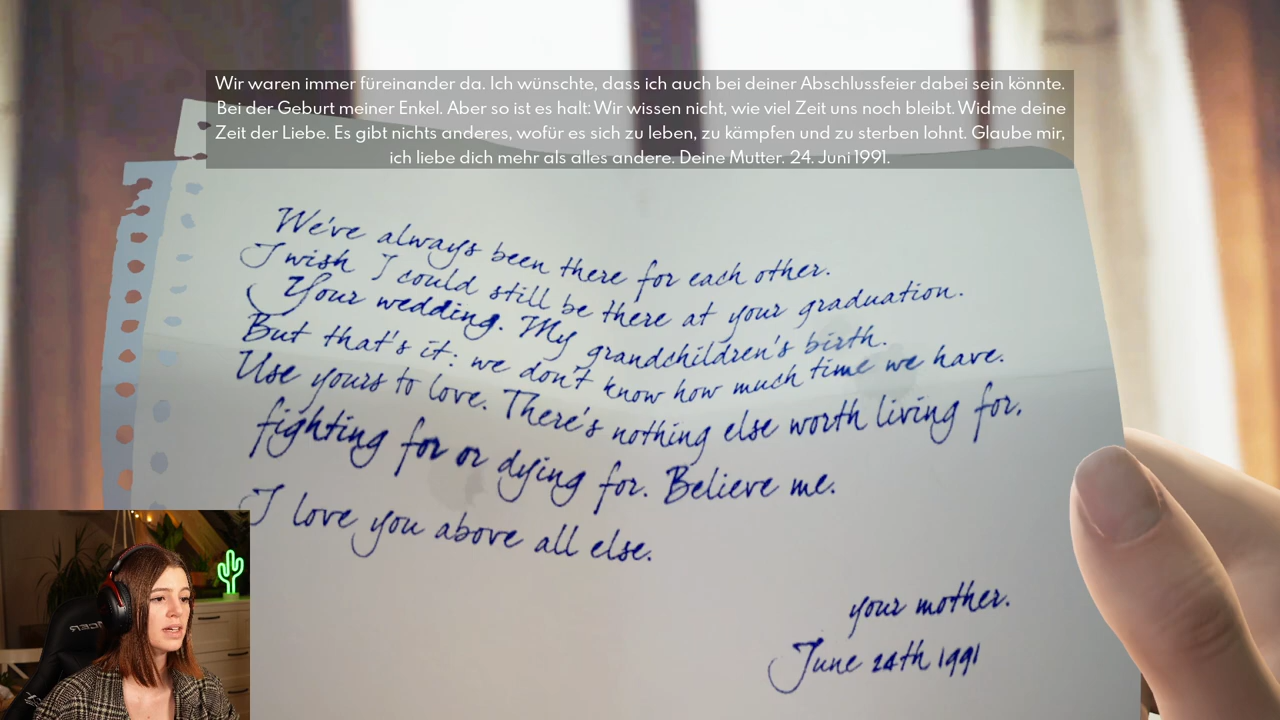 Wir waren immer füreinander da. Ich wünschte, dass ich auch bei deiner Abschlussfeier dabei sein könnte.
Bei der Geburt meiner Enkel. Aber so ist es halt: Wir wissen nicht, wie viel Zeit uns noch bleibt. Widme deine
Zeit der Liebe. Es gibt nichts anderes, wofür es sich zu leben, zu kämpfen und zu sterben lohnt. Glaube mir,
ich liebe dich mehr als alles andere. Deine Mutter. 24. Juni 1991.
We've always been there for each other.
I wish I could still be there at your graduation.
Your wedding. My grandchildren's birth.
But that's it: we don't know how much time we have.
Use yours to love. There's nothing else worth living for,
fighting for or dying for. Believe me.
I love you above all else.
your mother.
June 24th 1991